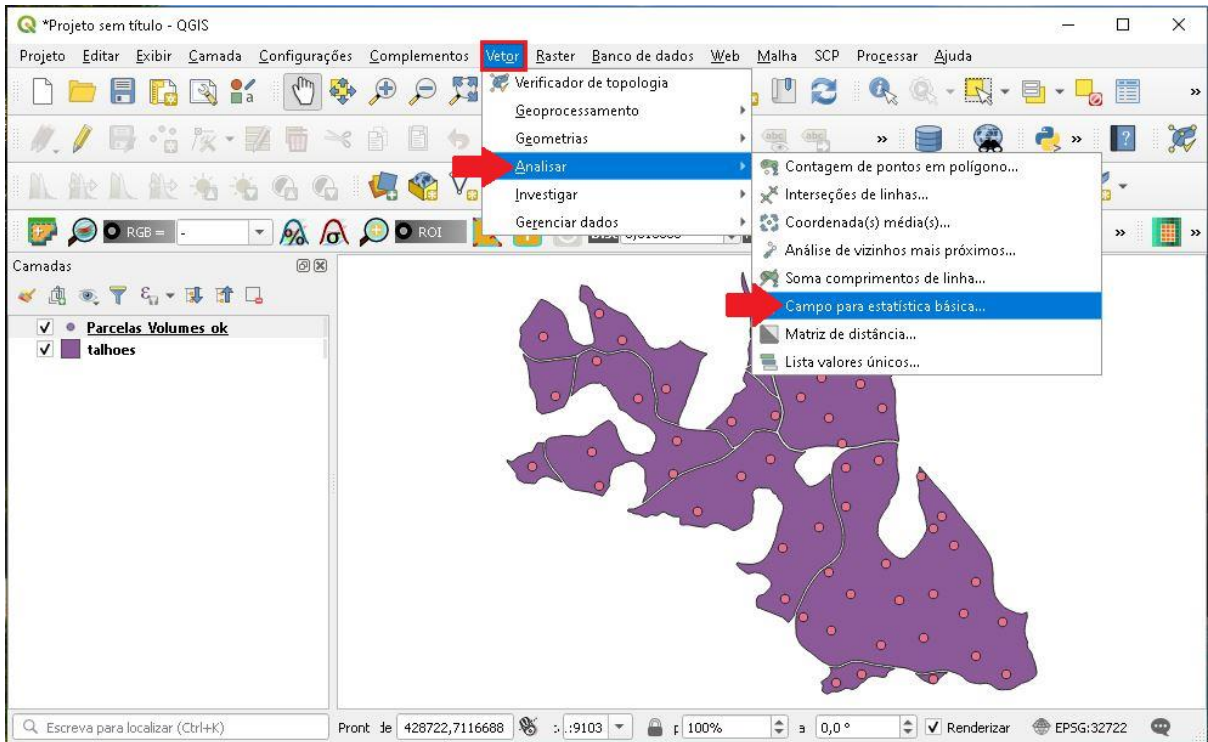 *Projeto sem título - QGIS
Projeto Editar Exibir Camada Configurações Complementos Vetor Raster Banco de dados Web Malha SCP Processar Ajuda
Verificador de topologia
Geoprocessamento
Geometrias
Analisar
Investigar
Gerenciar dados
Contagem de pontos em polígono...
Interseções de linhas...
Coordenada(s) média(s)...
Análise de vizinhos mais próximos...
Soma comprimentos de linha...
Campo para estatística básica...
Matriz de distância...
Lista valores únicos...
RGB = -
ROI
Camadas
Parcelas Volumes ok
talhoes
Escreva para localizar (Ctrl+K) Pront de 428722,7116688 :.:9103 100% a 0,0 ° Renderizar EPSG:32722